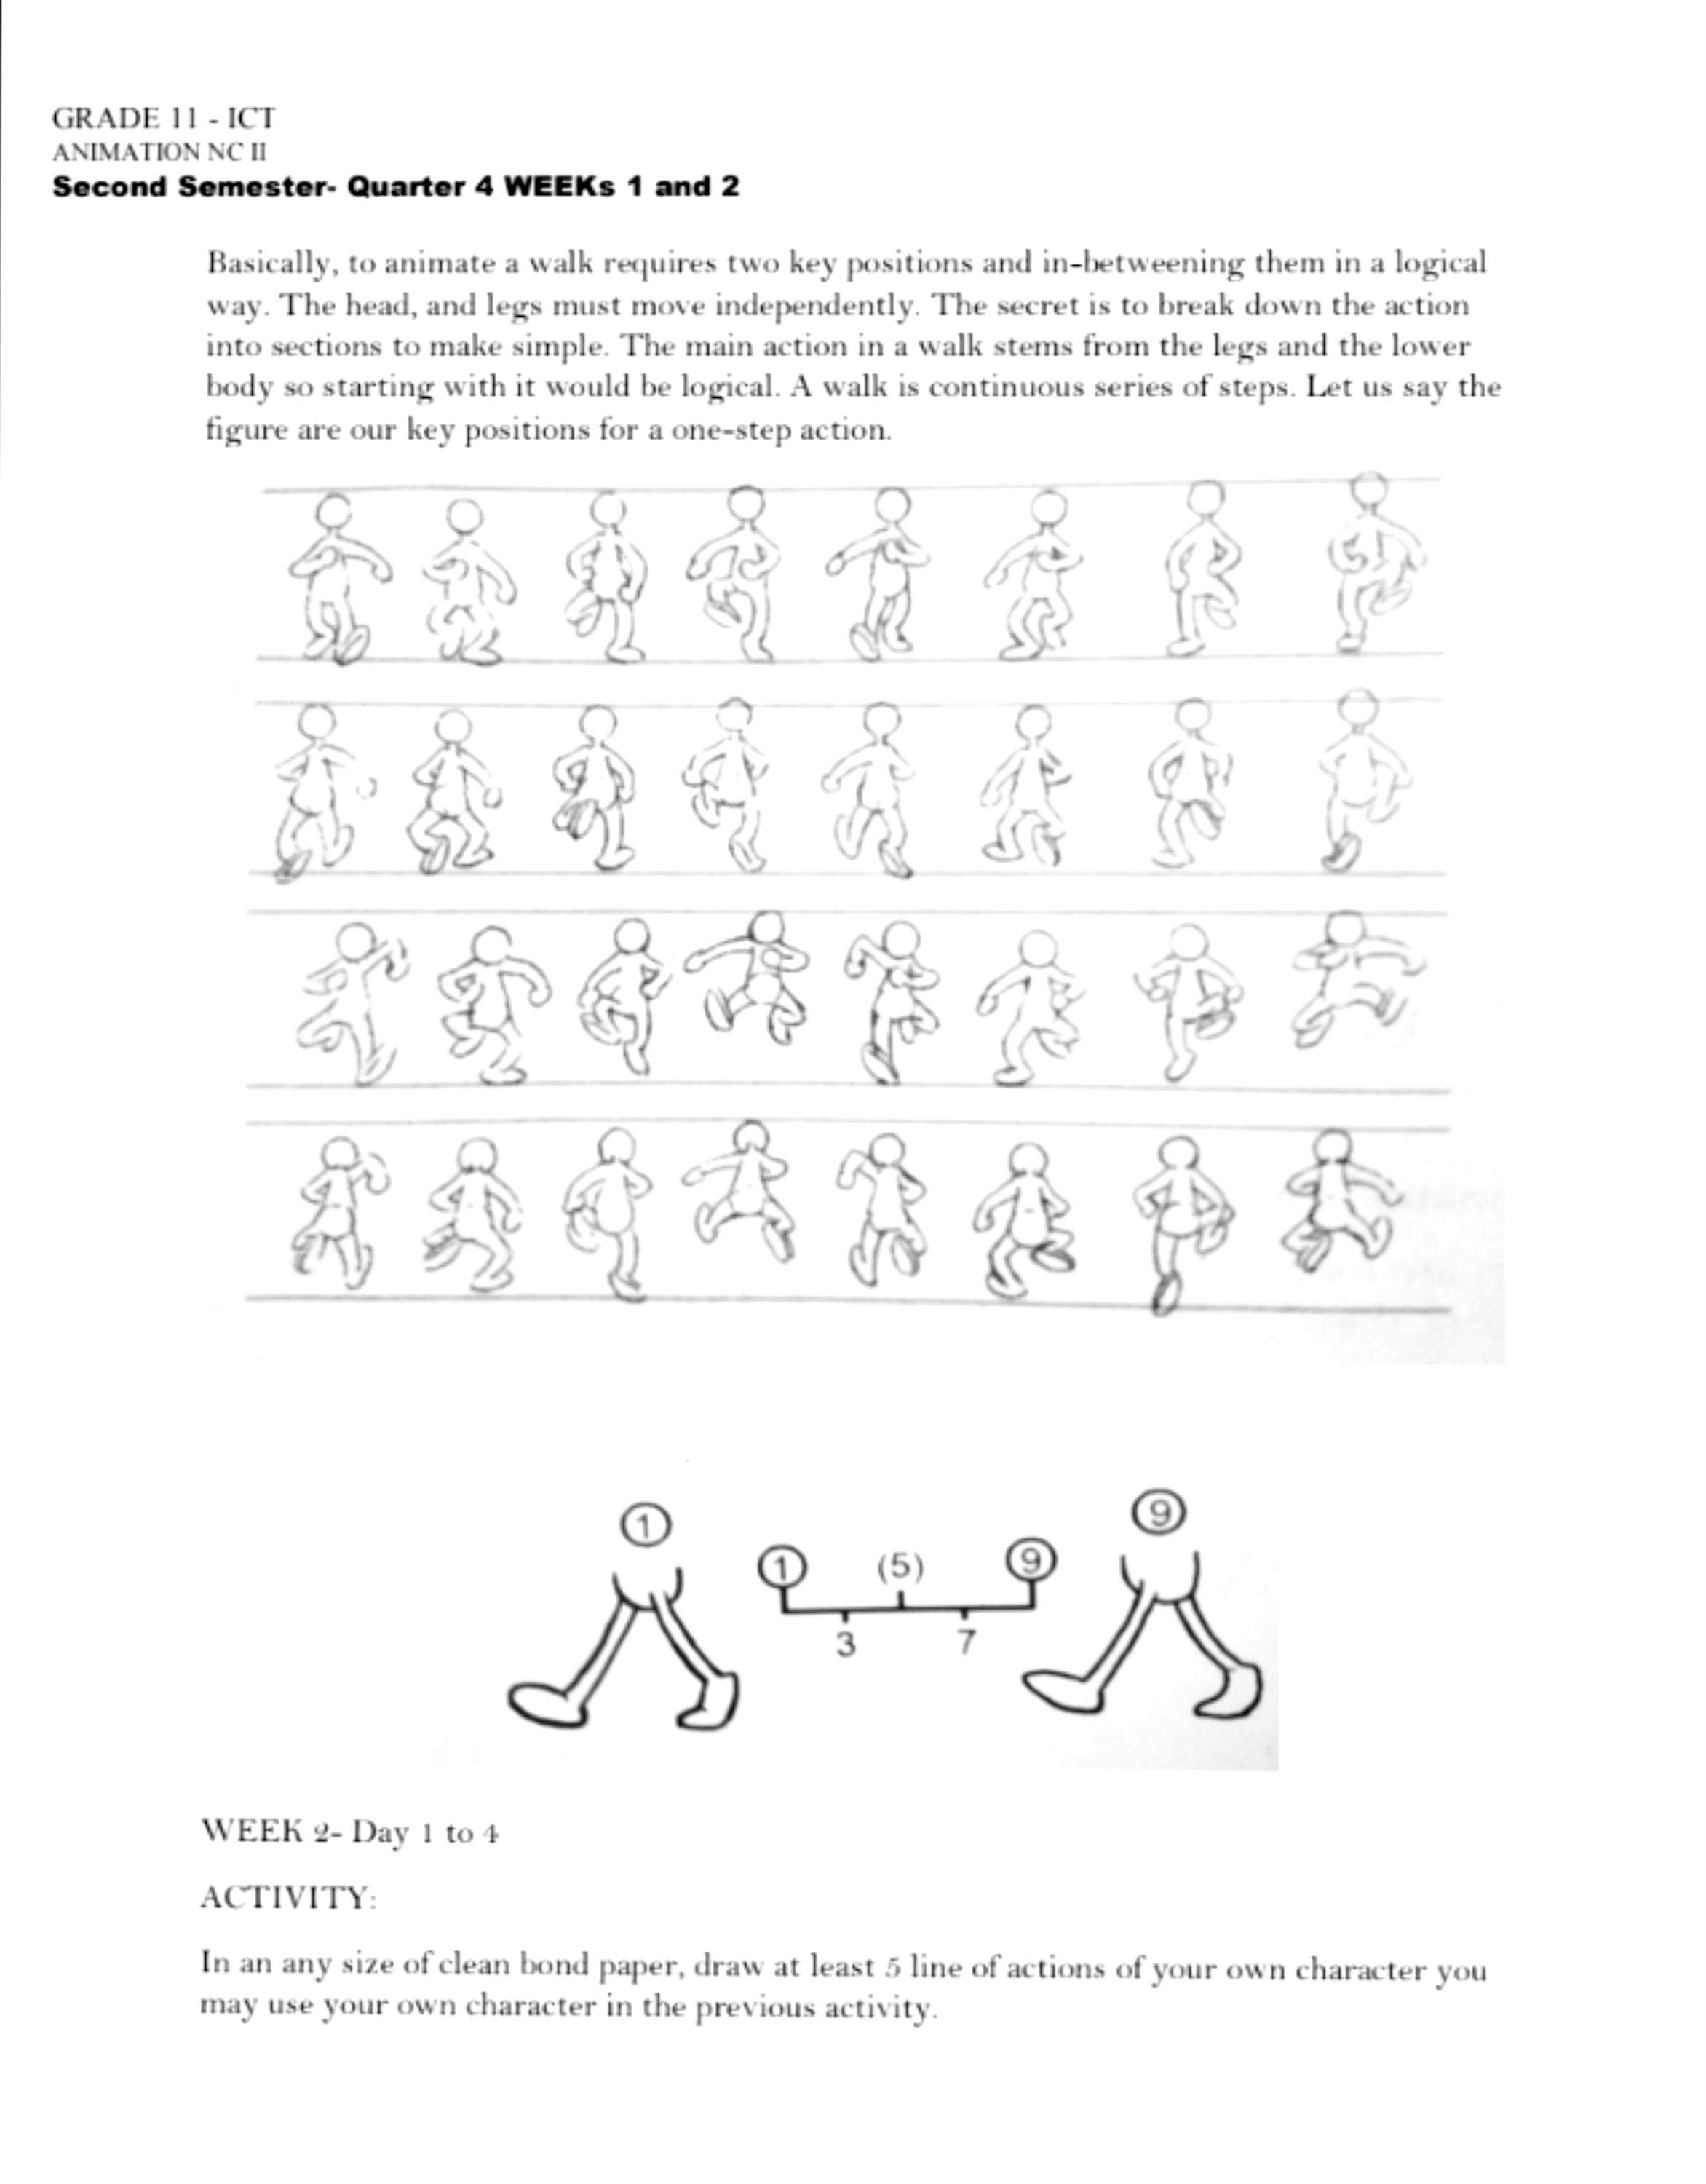 GRADE 11 - ICT
ANIMATION NC II
Second Semester- Quarter 4 WEEKs 1 and 2
Basically, to animate a walk requires two key positions and in-betweening them in a logical
way. The head, and legs must move independently. The secret is to break down the action
into sections to make simple. The main action in a walk stems from the legs and the lower
body so starting with it would be logical. A walk is continuous series of steps. Let us say the
figure are our key positions for a one-step action.
1
9
1
(5)
9
3
7
WEEK 2- Day 1 to 4
ACTIVITY:
In an any size of clean bond paper, draw at least 5 line of actions of your own character you
may use your own character in the previous activity.